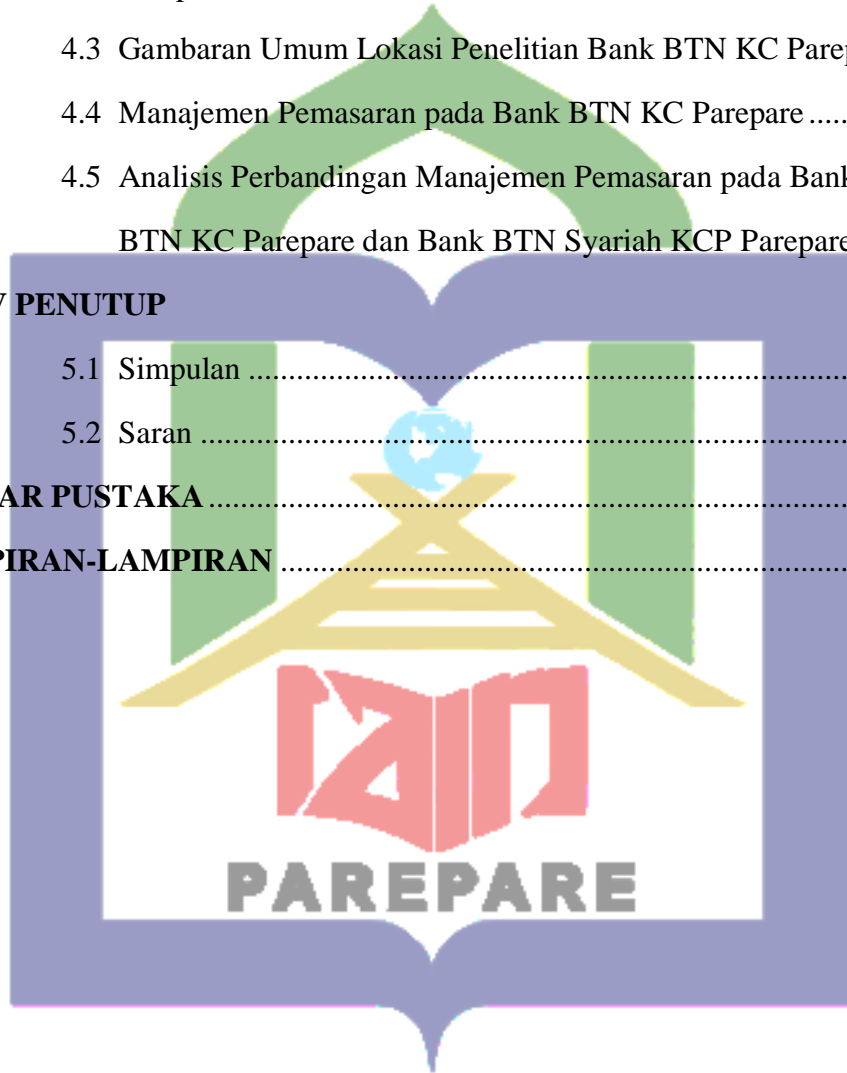 4.3 Gambaran Umum Lokasi Penelitian Bank BTN KC Parep
4.4 Manajemen Pemasaran pada Bank BTN KC Parepare .....
4.5 Analisis Perbandingan Manajemen Pemasaran pada Bank
BTN KC Parepare dan Bank BTN Syariah KCP Parepare
PENUTUP
5.1 Simpulan ..........................................................................
5.2 Saran ..................................................................................
AR PUSTAKA ..................................................................................
PIRAN-LAMPIRAN ........................................................................
iain
PAREPARE